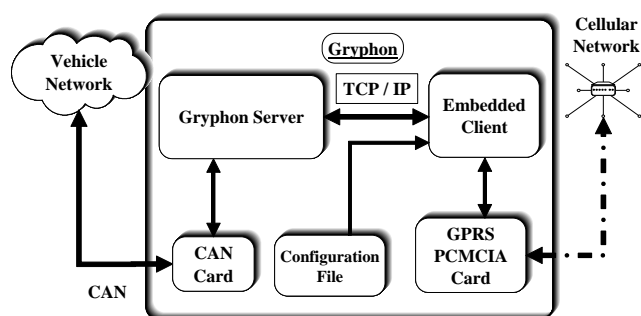 Gryphon
Cellular
Network
Vehicle
Network
TCP / IP
Gryphon Server
Embedded
Client
CAN
Card
Configuration
File
GPRS
PCMCIA
Card
CAN